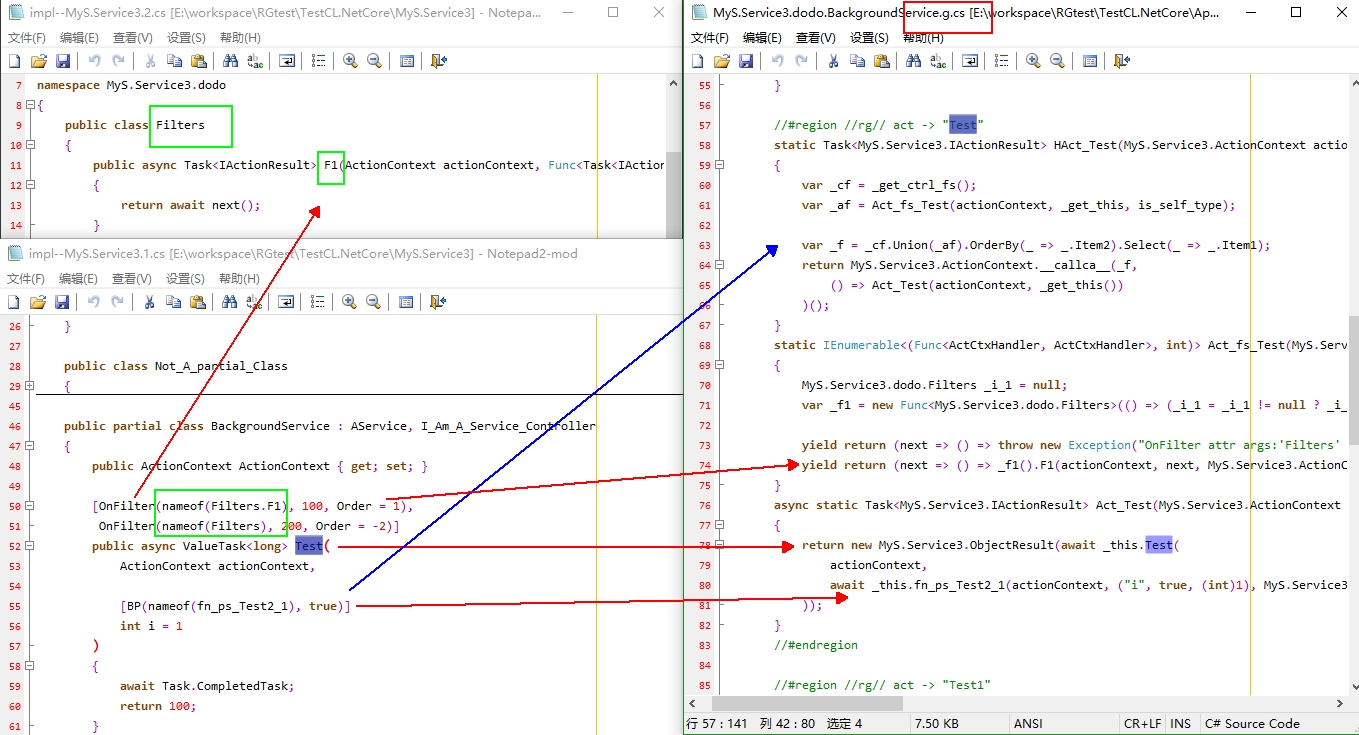 impl--MyS.Service3.2.cs [E:\workspace\RGtest\TestCL.NetCore\MyS.Service3] - Notepa...
文件(F) 编辑(E) 查看(V) 设置(S) 帮助(H)
7 namespace MyS.Service3.dodo
8 {
9 public class Filters
10 {
11 public async Task<IActionResult> F1(ActionContext actionContext, Func<Task<IAction
12 {
13 return await next();
14 }
impl--MyS.Service3.1.cs [E:\workspace\RGtest\TestCL.NetCore\MyS.Service3] - Notepad2-mod
文件(F) 编辑(E) 查看(V) 设置(S) 帮助(H)
26 }
27
28 public class Not_A_partial_Class
29 {
45
46 public partial class BackgroundService : AService, I_Am_A_Service_Controller
47 {
48 public ActionContext ActionContext { get; set; }
49
50 [OnFilter(nameof(Filters.F1), 100, Order = 1),
51 OnFilter(nameof(Filters), 200, Order = -2)]
52 public async ValueTask<long> Test(
53 ActionContext actionContext,
54
55 [BP(nameof(fn_ps_Test2_1), true)]
56 int i = 1
57 )
58 {
59 await Task.CompletedTask;
60 return 100;
61 }
MyS.Service3.dodo.BackgroundService.g.cs [E:\workspace\RGtest\TestCL.NetCore\Ap...
文件(F) 编辑(E) 查看(V) 设置(S) 帮助(H)
55 }
56
57 //#region //rg// act -> "Test"
58 static Task<MyS.Service3.IActionResult> HAct_Test(MyS.Service3.ActionContext actio
59 {
60 var _cf = _get_ctrl_fs();
61 var _af = Act_fs_Test(actionContext, _get_this, is_self_type);
62
63 var _f = _cf.Union(_af).OrderBy(_ => _.Item2).Select(_ => _.Item1);
64 return MyS.Service3.ActionContext.__callca__(_f,
65 () => Act_Test(actionContext, _get_this())
66 )();
67 }
68 static IEnumerable<(Func<ActCtxHandler, ActCtxHandler>, int)> Act_fs_Test(MyS.Serv
69 {
70 MyS.Service3.dodo.Filters _i_1 = null;
71 var _f1 = new Func<MyS.Service3.dodo.Filters>(() => (_i_1 = _i_1 != null ? _i_
72
73 yield return (next => () => throw new Exception("OnFilter attr args:'Filters'
74 yield return (next => () => _f1().F1(actionContext, next, MyS.Service3.ActionC
75 }
76 async static Task<MyS.Service3.IActionResult> Act_Test(MyS.Service3.ActionContext
77 {
78 return new MyS.Service3.ObjectResult(await _this.Test(
79 actionContext,
80 await _this.fn_ps_Test2_1(actionContext, ("i", true, (int)1), MyS.Service3
81 ));
82 }
83 //#endregion
84
85 //#region //rg// act -> "Test1"
行 57 : 141 列 42 : 80 选定 4 7.50 KB ANSI CR+LF INS C# Source Code